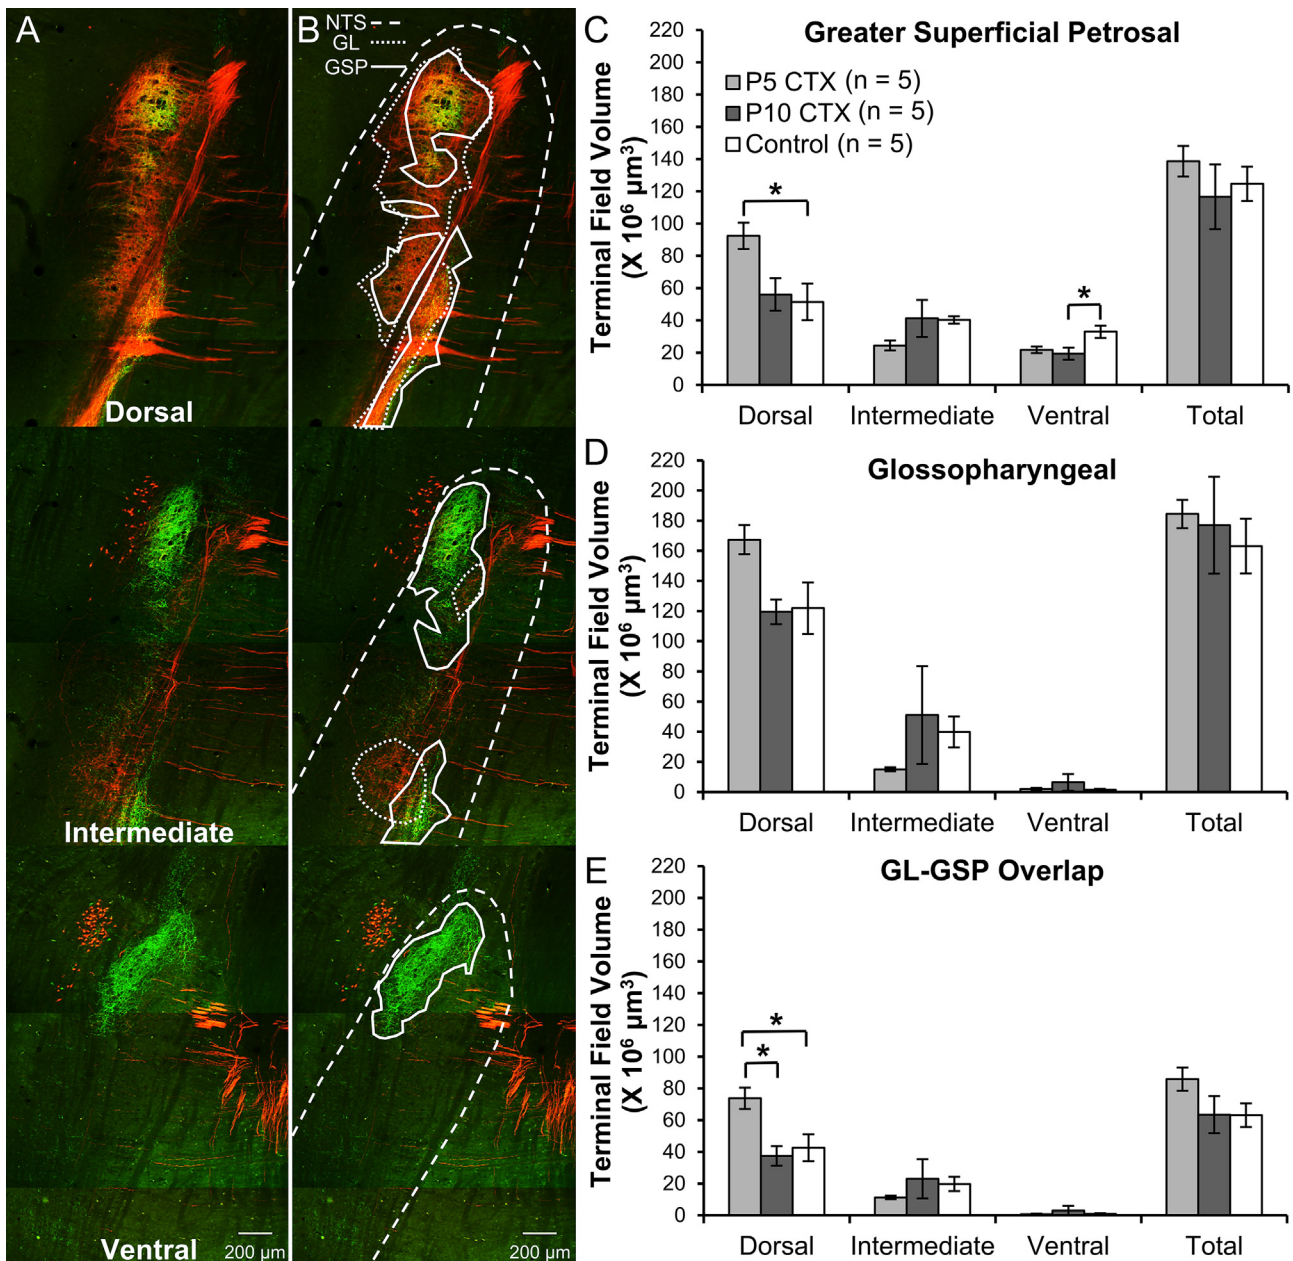 A
Dorsal
Intermediate
Ventral
200 µm
B
NTS
GL
GSP
200 µm
C
Greater Superficial Petrosal
Terminal Field Volume
(X 10⁶ µm³)
220
200
180
160
140
120
100
80
60
40
20
0
P5 CTX (n = 5)
P10 CTX (n = 5)
Control (n = 5)
*
*
Dorsal Intermediate Ventral Total
D
Glossopharyngeal
Terminal Field Volume
(X 10⁶ µm³)
220
200
180
160
140
120
100
80
60
40
20
0
Dorsal Intermediate Ventral Total
E
GL-GSP Overlap
Terminal Field Volume
(X 10⁶ µm³)
220
200
180
160
140
120
100
80
60
40
20
0
*
*
Dorsal Intermediate Ventral Total